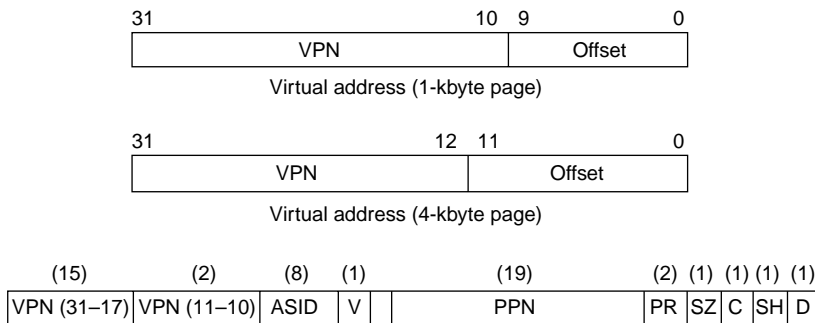 31 10 9 0
VPN Offset
Virtual address (1-kbyte page)
31 12 11 0
VPN Offset
Virtual address (4-kbyte page)
(15) (2) (8) (1) (19) (2) (1) (1) (1) (1)
VPN (31–17) VPN (11–10) ASID V PPN PR SZ C SH D